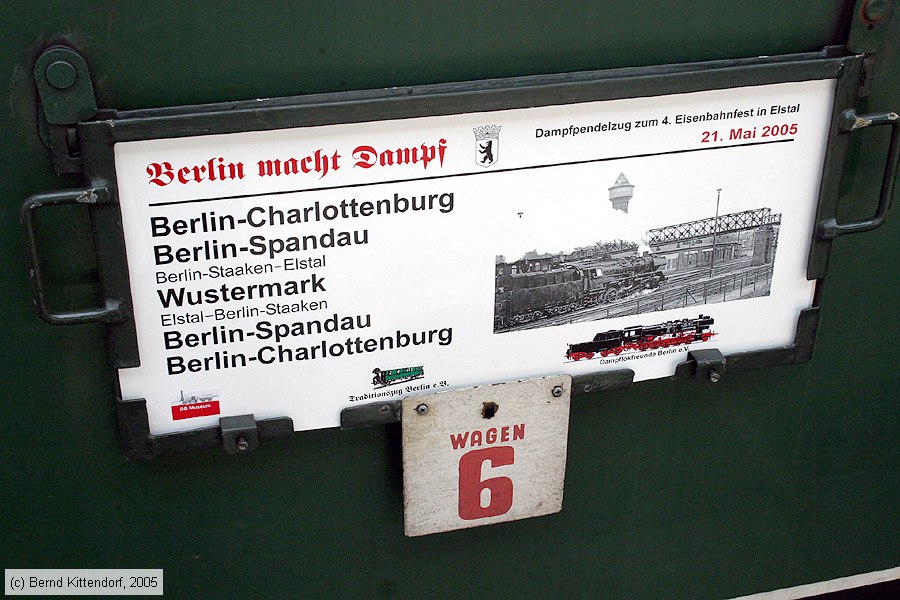 Berlin macht Dampf
Dampfpendelzug zum 4. Eisenbahnfest in Elstal
21. Mai 2005
Berlin-Charlottenburg
Berlin-Spandau
Berlin-Staaken–Elstal
Wustermark
Elstal-Berlin-Staaken
Berlin-Spandau
Berlin-Charlottenburg
DB Museum
Traditionszug Berlin e.V.
Dampflokfreunde Berlin e.V.
WAGEN
6
(c) Bernd Kittendorf, 2005